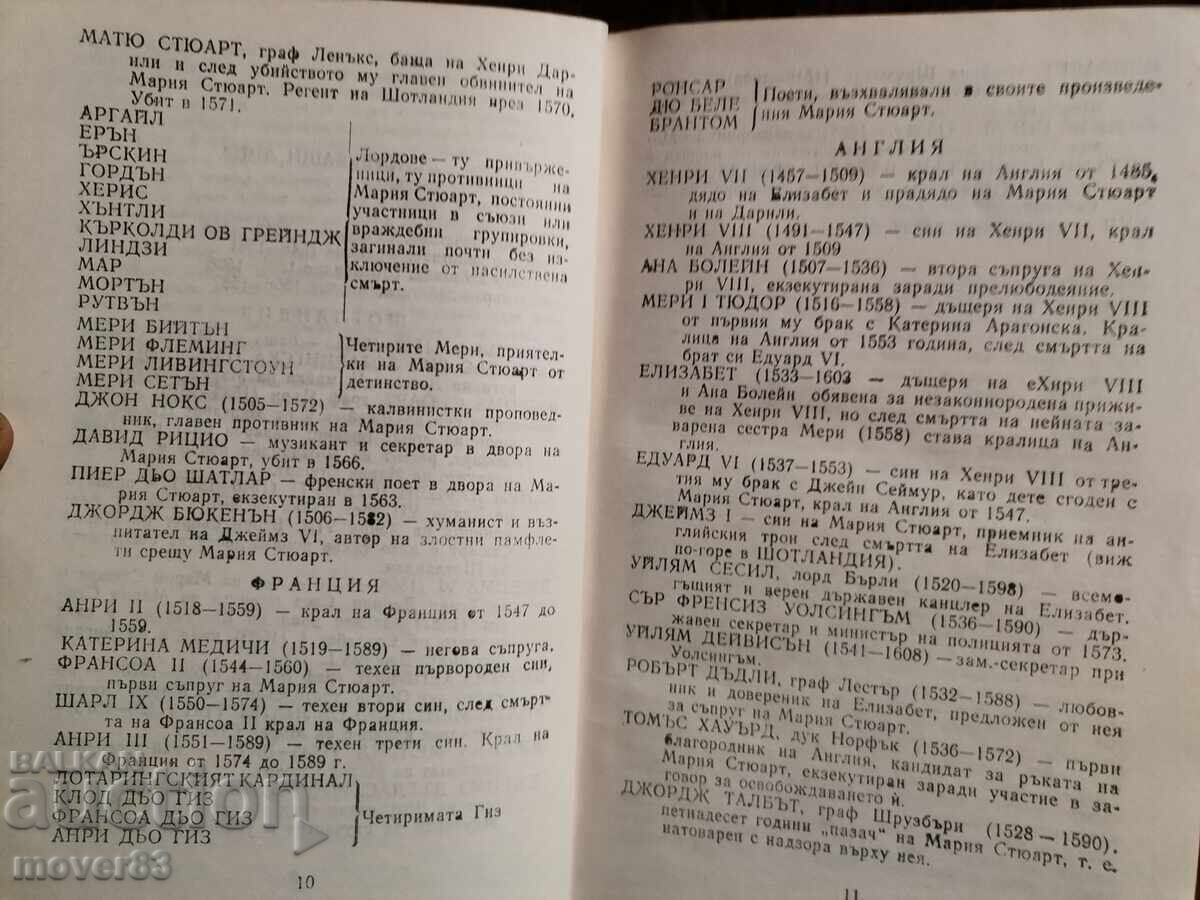 МАТЮ СТЮАРТ, граф Ленъкс, баща на Хенри Дар-
нли и след убийството му главен обвинител на
Мария Стюарт. Регент на Шотландия през 1570.
Убит в 1571.
АРГАЙЛ
ЕРЪН
ЪРСКИН
ГОРДЪН
ХЕРИС
ХЪНТЛИ
КЪРКОЛДИ ОВ ГРЕЙНДЖ
ЛИНДЗИ
МАР
МОРТЪН
РУТВЪН
Лордове — ту привърже-
ници, ту противници на
Мария Стюарт, постоянни
участници в съюзи или
враждебни групировки,
загинали почти без из-
ключение от насилствена
смърт.
МЕРИ БИЙТЪН
МЕРИ ФЛЕМИНГ
МЕРИ ЛИВИНГСТОУН
МЕРИ СЕТЪН
Четирите Мери, приятел-
ки на Мария Стюарт от
детинство.
ДЖОН НОКС (1505—1572) — калвинистки проповед-
ник, главен противник на Мария Стюарт.
ДАВИД РИЦИО — музикант и секретар в двора на
Мария Стюарт, убит в 1566.
ПИЕР ДЬО ШАТЛАР — френски поет в двора на Ма-
рия Стюарт, екзекутиран в 1563.
ДЖОРДЖ БЮКЕНЪН (1506—1582) — хуманист и въз-
питател на Джеймз VI, автор на злостни памфле-
ти срещу Мария Стюарт.
ФРАНЦИЯ
АНРИ II (1518—1559) — крал на Франция от 1547 до
1559.
КАТЕРИНА МЕДИЧИ (1519—1589) — негова съпруга.
ФРАНСОА II (1544—1560) — техен първороден син,
първи съпруг на Мария Стюарт.
ШАРЛ IX (1550—1574) — техен втори син, след смърт
та на Франсоа II крал на Франция.
АНРИ III (1551—1589) — техен трети син. Крал на
Франция от 1574 до 1589 г.
ЛОТАРИНГСКИЯТ КАРДИНАЛ
КЛОД ДЬО ГИЗ
ФРАНСОА ДЬО ГИЗ
АНРИ ДЬО ГИЗ
Четиримата Гиз
10
РОНСАР
ДЮ БЕЛЕ
БРАНТОМ
Поети, възхвалявали в своите произведе-
ния Мария Стюарт.
АНГЛИЯ
ХЕНРИ VII (1457—1509) — крал на Англия от 1485,
дядо на Елизабет и прадядо на Мария Стюарт
и на Дарнли.
ХЕНРИ VIII (1491—1547) — син на Хенри VII, крал
на Англия от 1509
АНА БОЛЕЙН (1507—1536) — втора съпруга на Хен-
ри VIII, екзекутирана заради прелюбодеяние.
МЕРИ I ТЮДОР (1516—1558) — дъщеря на Хенри VIII
от първия му брак с Катерина Арагонска. Кра-
лица на Англия от 1553 година, след смъртта на
брат си Едуард VI.
ЕЛИЗАБЕТ (1533—1603 — дъщеря на еХнри VIII
и Ана Болейн обявена за незаконнородена прижи-
ве на Хенри VIII, но след смъртта на нейната за-
варена сестра Мери (1558) става кралица на Ан-
глия.
ЕДУАРД VI (1537—1553) — син на Хенри VIII от тре-
тия му брак с Джейн Сеймур, като дете сгоден с
Мария Стюарт, крал на Англия от 1547.
ДЖЕЙМЗ I — син на Мария Стюарт, приемник на ан-
глийския трон след смъртта на Елизабет (виж
по-горе в ШОТЛАНДИЯ).
УИЛЯМ СЕСИЛ, лорд Бърли (1520—1598) — всемо-
гъщият и верен държавен канцлер на Елизабет.
СЪР ФРЕНСИЗ УОЛСИНГЪМ (1536—1590) — дър-
жавен секретар и министър на полицията от 1573.
УИЛЯМ ДЕЙВИСЪН (1541—1608) — зам.-секретар при
Уолсингъм.
РОБЪРТ ДЪДЛИ, граф Лестър (1532—1588) — любов-
ник и довереник на Елизабет, предложен от нея
за съпруг на Мария Стюарт.
ТОМЪС ХАУЪРД, дук Норфък (1536—1572) — първи
благородник на Англия, кандидат за ръката на
Мария Стюарт, екзекутиран заради участие в за-
говор за освобождаването ѝ.
ДЖОРДЖ ТАЛБЪТ, граф Шрузбъри (1528—1590).
петнадесет години „пазач“ на Мария Стюарт, т. е.
натоварен с надзора върху нея.
11
BALKAN
auction
mover83